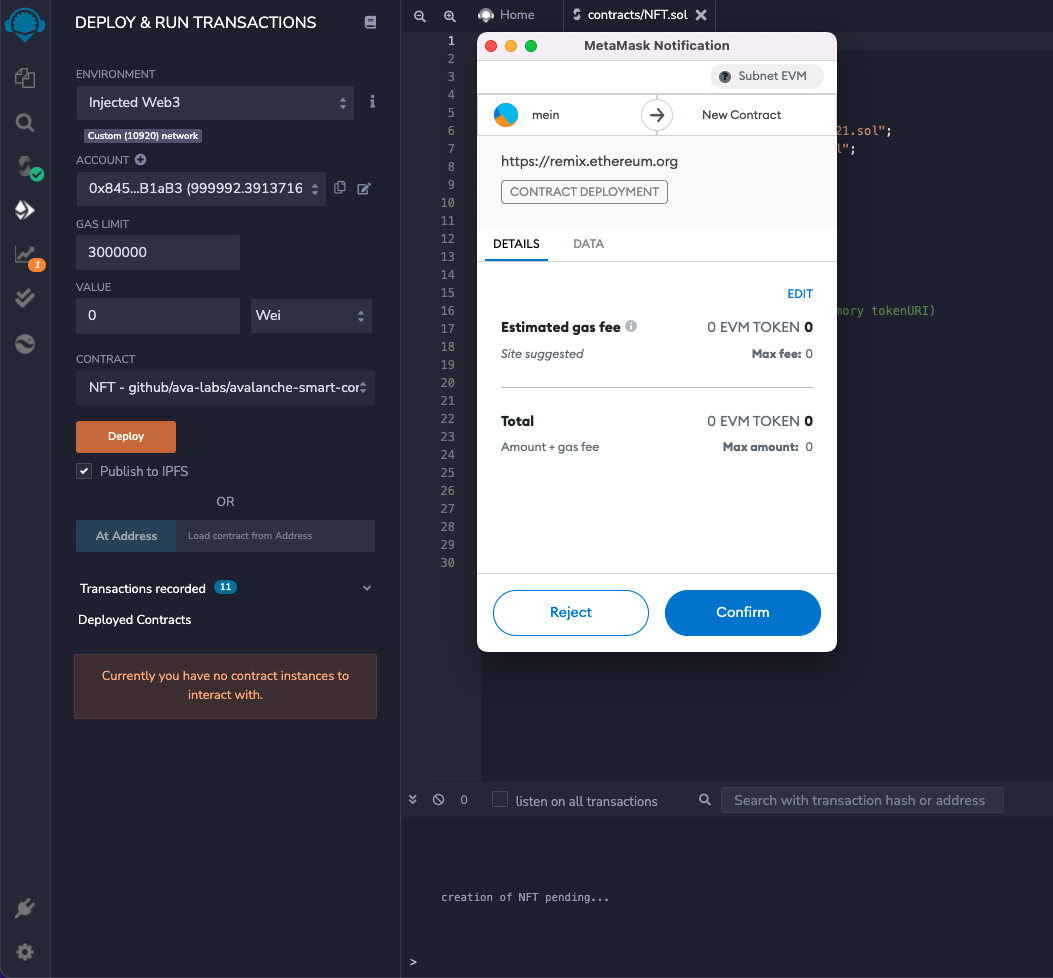 DEPLOY & RUN TRANSACTIONS
ENVIRONMENT
Injected Web3
Custom (10920) network
ACCOUNT
0x845...B1aB3 (999992.3913716
GAS LIMIT
3000000
VALUE
0
Wei
CONTRACT
NFT - github/ava-labs/avalanche-smart-con
Deploy
Publish to IPFS
OR
At Address
Load contract from Address
Transactions recorded 11
Deployed Contracts
Currently you have no contract instances to
interact with.
1
Home
contracts/NFT.sol
1
2
3
4
5
6
7
8
9
10
11
12
13
14
15
16
17
18
19
20
21
22
23
24
25
26
27
28
29
30
21.sol";
l";
mory tokenURI)
MetaMask Notification
Subnet EVM
mein
New Contract
https://remix.ethereum.org
CONTRACT DEPLOYMENT
DETAILS
DATA
EDIT
Estimated gas fee
0 EVM TOKEN 0
Site suggested
Max fee: 0
Total
0 EVM TOKEN 0
Amount + gas fee
Max amount: 0
Reject
Confirm
0
listen on all transactions
Search with transaction hash or address
creation of NFT pending...
>